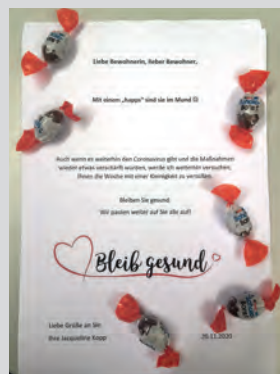 Liebe Bewohnerin, lieber Bewohner,
Mit einem „happs“ sind sie im Mund ☺
Auch wenn es weiterhin den Coronavirus gibt und die Maßnahmen
wieder etwas verschärft wurden, werde ich weiterhin versuchen,
Ihnen die Woche mit einer Kleinigkeit zu versüßen.
Bleiben Sie gesund
Wir passen weiter auf Sie alle auf!
Bleib gesund
Liebe Grüße an Sie
Ihre Jacqueline Kopp
20.11.2020